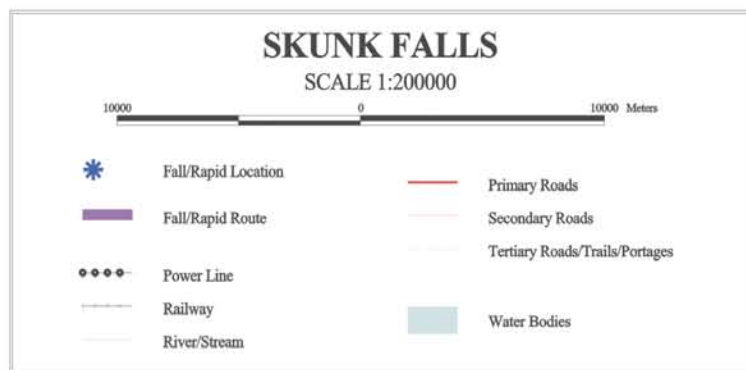 SKUNK FALLS
SCALE 1:200000
10000 0 10000 Meters
Fall/Rapid Location
Fall/Rapid Route
Power Line
Railway
River/Stream
Primary Roads
Secondary Roads
Tertiary Roads/Trails/Portages
Water Bodies